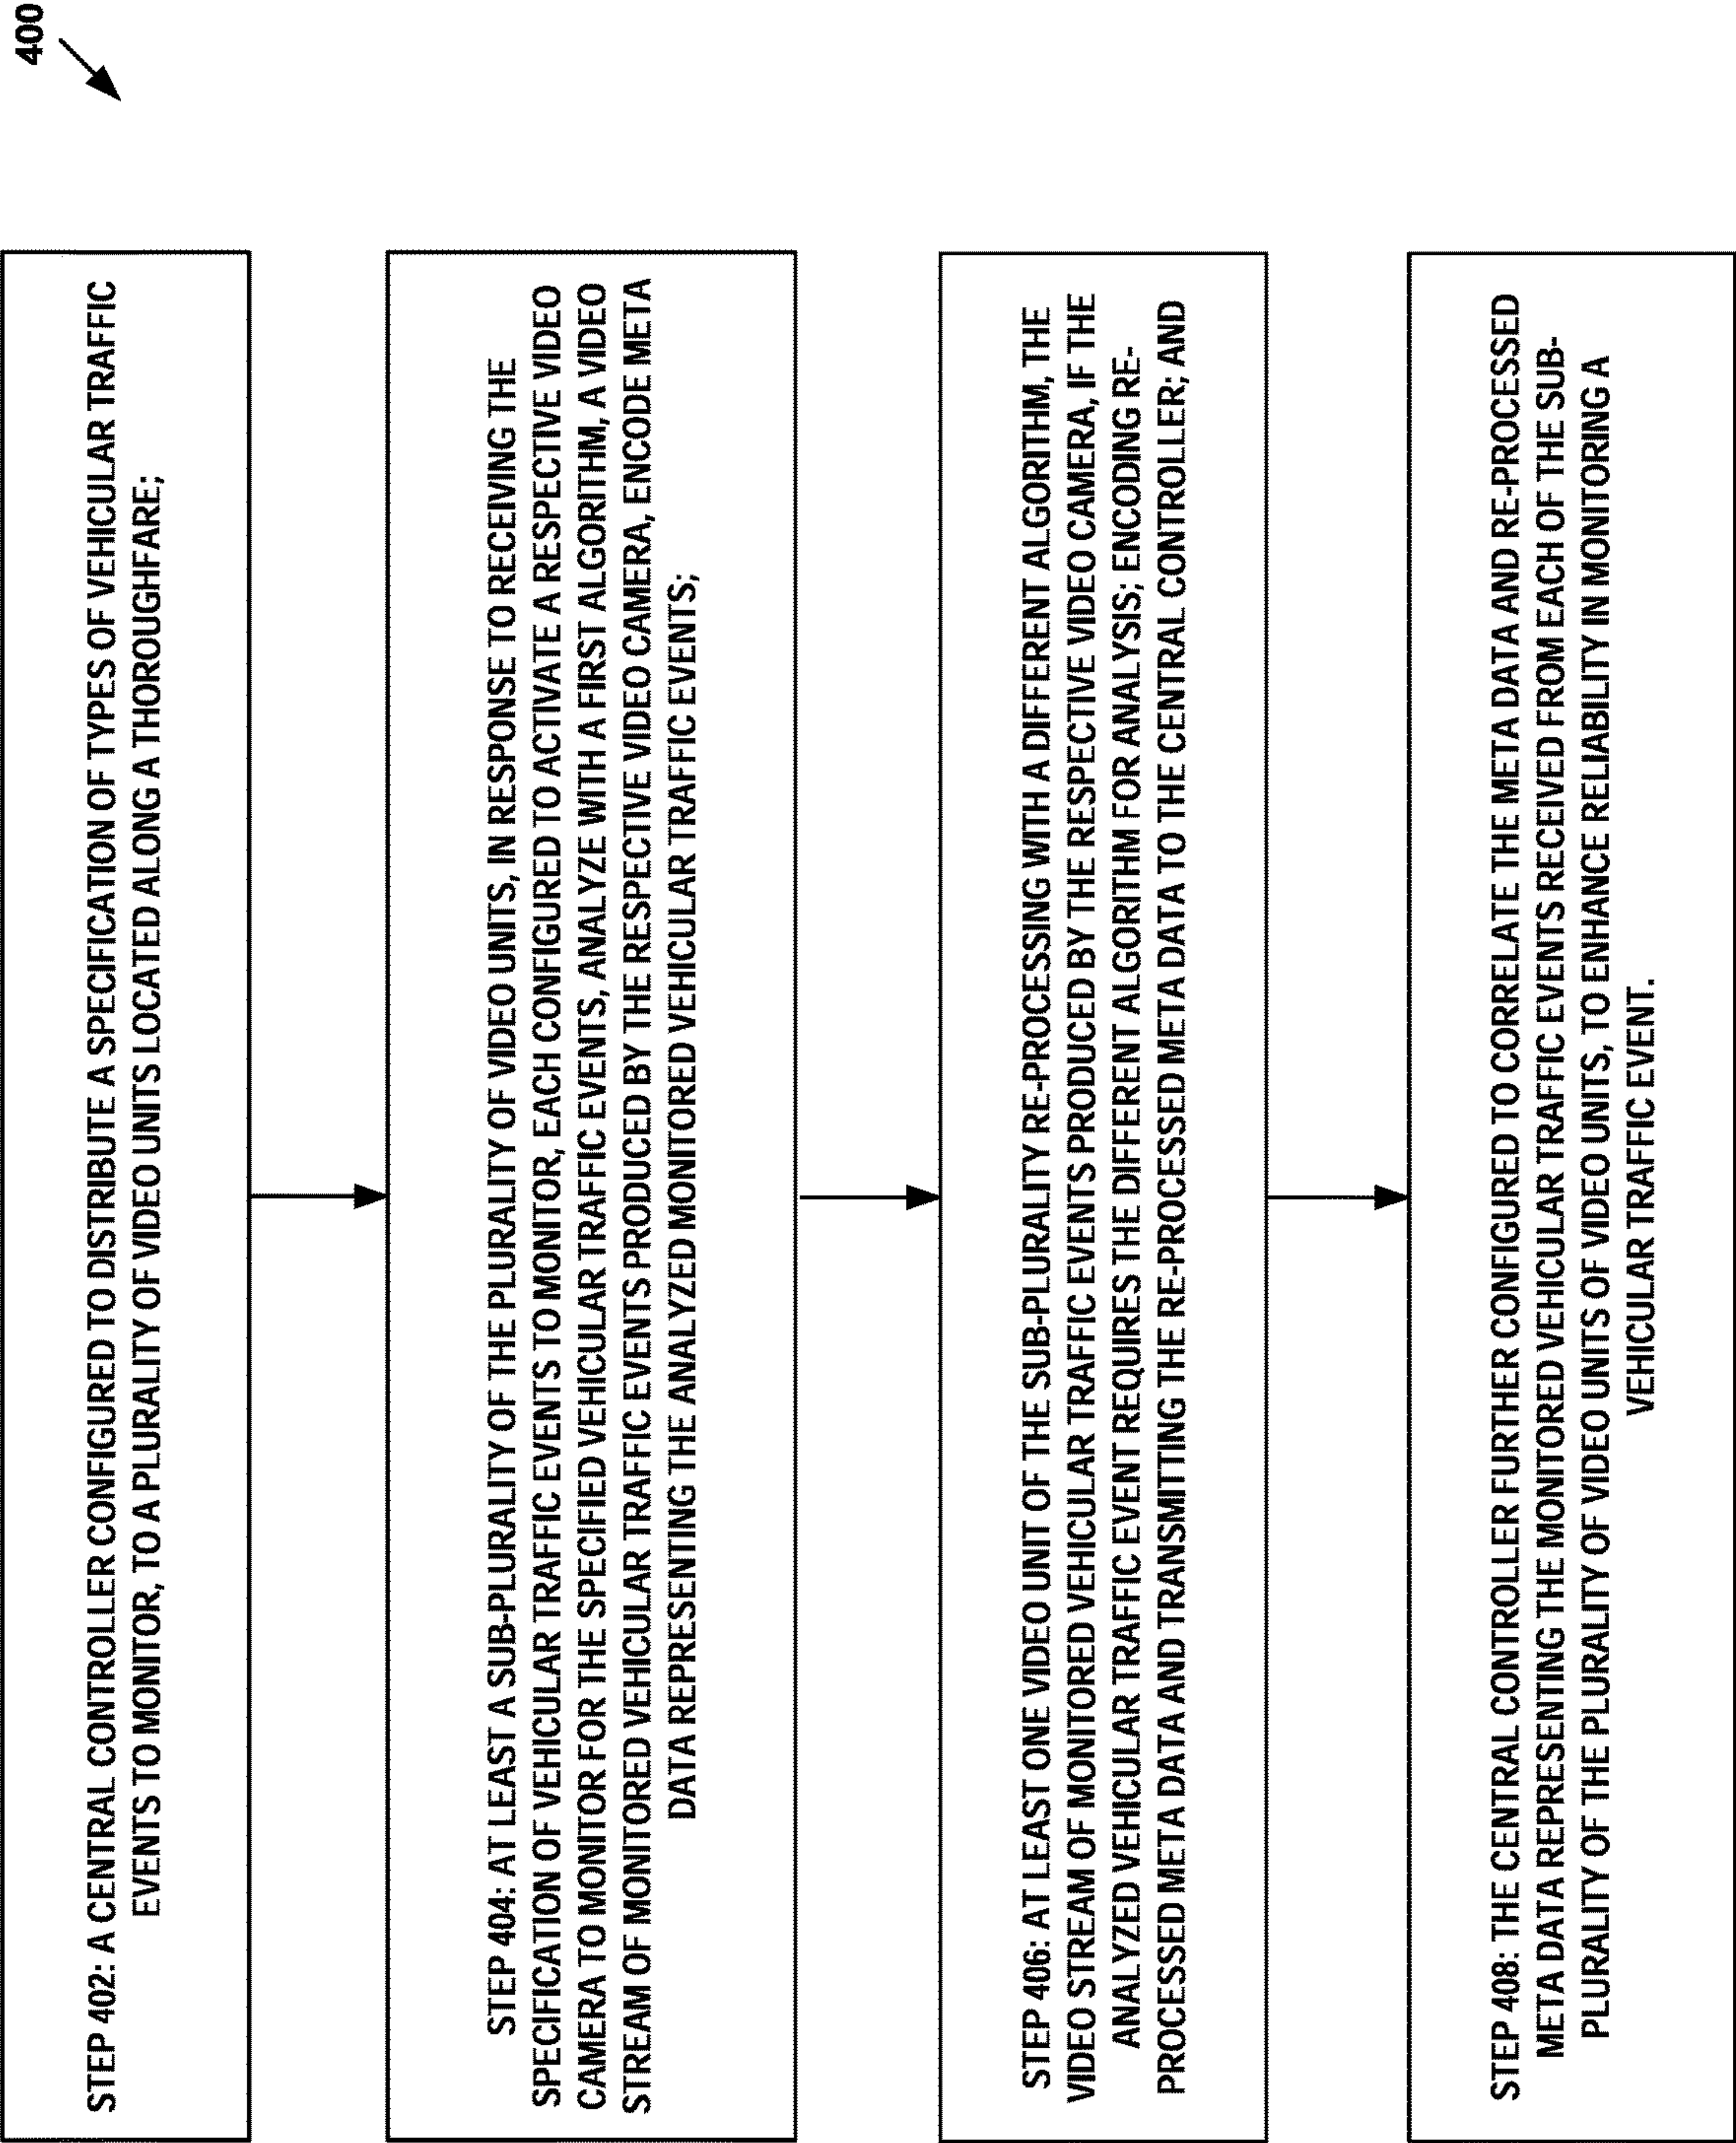 400
STEP 402: A CENTRAL CONTROLLER CONFIGURED TO DISTRIBUTE A SPECIFICATION OF TYPES OF VEHICULAR TRAFFIC
EVENTS TO MONITOR, TO A PLURALITY OF VIDEO UNITS LOCATED ALONG A THOROUGHFARE;
STEP 404: AT LEAST A SUB-PLURALITY OF THE PLURALITY OF VIDEO UNITS, IN RESPONSE TO RECEIVING THE
SPECIFICATION OF VEHICULAR TRAFFIC EVENTS TO MONITOR, EACH CONFIGURED TO ACTIVATE A RESPECTIVE VIDEO
CAMERA TO MONITOR FOR THE SPECIFIED VEHICULAR TRAFFIC EVENTS, ANALYZE WITH A FIRST ALGORITHM, A VIDEO
STREAM OF MONITORED VEHICULAR TRAFFIC EVENTS PRODUCED BY THE RESPECTIVE VIDEO CAMERA, ENCODE META
DATA REPRESENTING THE ANALYZED MONITORED VEHICULAR TRAFFIC EVENTS;
STEP 406: AT LEAST ONE VIDEO UNIT OF THE SUB-PLURALITY RE-PROCESSING WITH A DIFFERENT ALGORITHM, THE
VIDEO STREAM OF MONITORED VEHICULAR TRAFFIC EVENTS PRODUCED BY THE RESPECTIVE VIDEO CAMERA, IF THE
ANALYZED VEHICULAR TRAFFIC EVENT REQUIRES THE DIFFERENT ALGORITHM FOR ANALYSIS; ENCODING RE-
PROCESSED META DATA AND TRANSMITTING THE RE-PROCESSED META DATA TO THE CENTRAL CONTROLLER; AND
STEP 408: THE CENTRAL CONTROLLER FURTHER CONFIGURED TO CORRELATE THE META DATA AND RE-PROCESSED
META DATA REPRESENTING THE MONITORED VEHICULAR TRAFFIC EVENTS RECEIVED FROM EACH OF THE SUB-
PLURALITY OF THE PLURALITY OF VIDEO UNITS OF VIDEO UNITS, TO ENHANCE RELIABILITY IN MONITORING A
VEHICULAR TRAFFIC EVENT.